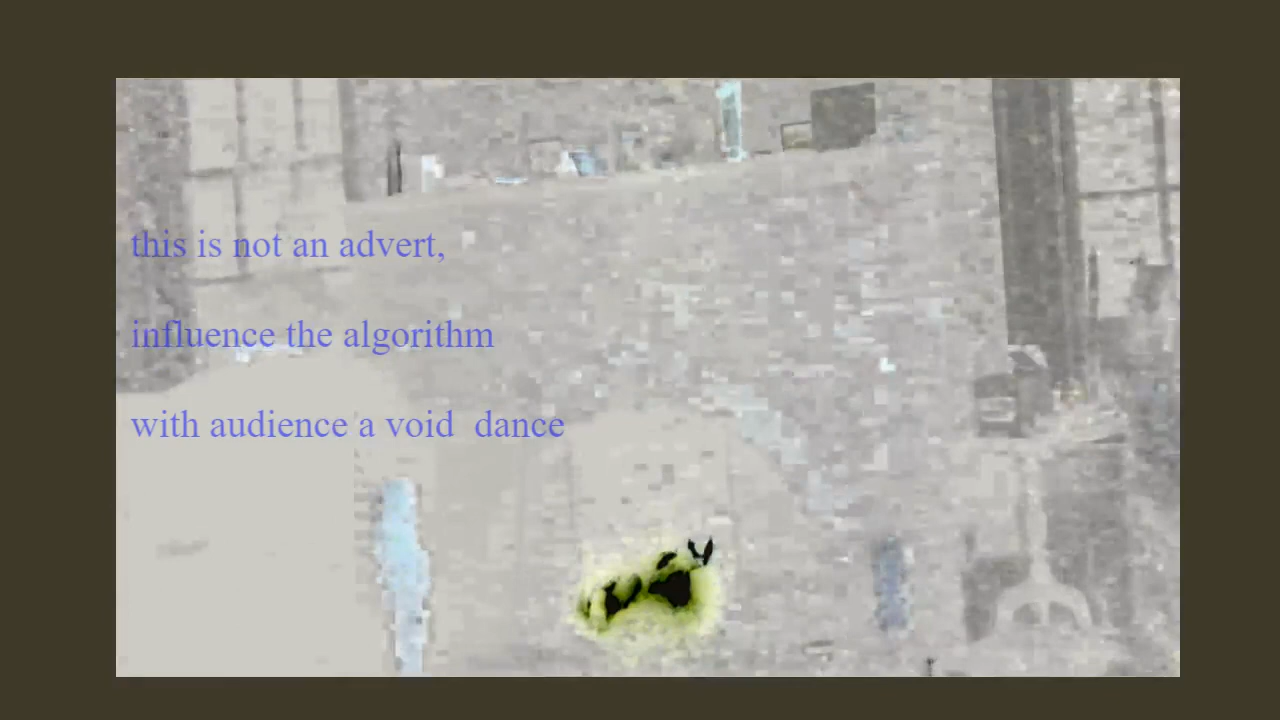 this is not an advert,
influence the algorithm
with audience a void  dance